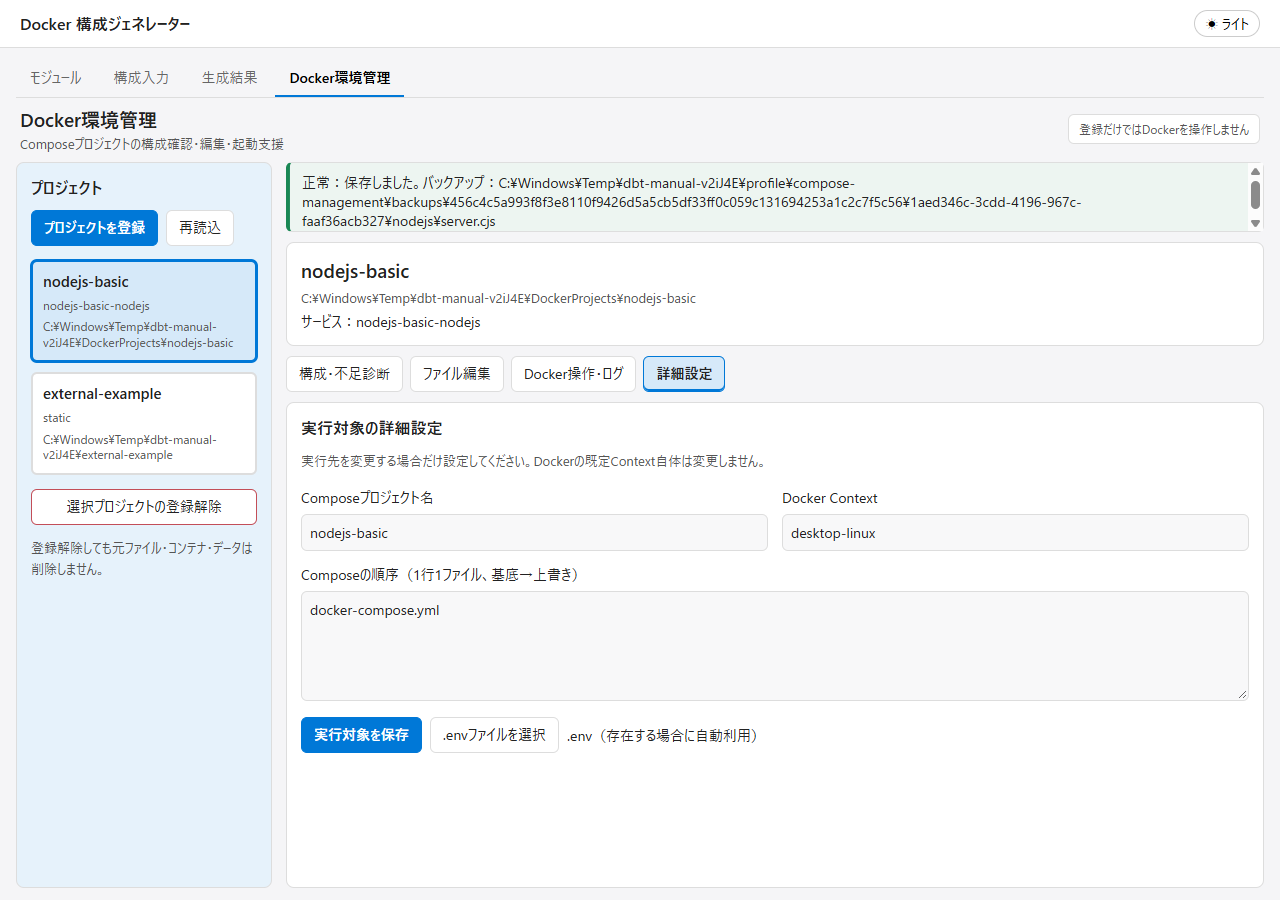 Docker 構成ジェネレーター
ライト
モジュール 構成入力 生成結果 Docker環境管理
Docker環境管理
Composeプロジェクトの構成確認・編集・起動支援
登録だけではDockerを操作しません
プロジェクト
プロジェクトを登録 再読込
nodejs-basic
nodejs-basic-nodejs
C:¥Windows¥Temp¥dbt-manual-
v2iJ4E¥DockerProjects¥nodejs-basic
external-example
static
C:¥Windows¥Temp¥dbt-manual-
v2iJ4E¥external-example
選択プロジェクトの登録解除
登録解除しても元ファイル・コンテナ・データは
削除しません。
正常：保存しました。バックアップ：C:¥Windows¥Temp¥dbt-manual-v2iJ4E¥profile¥compose-
management¥backups¥456c4c5a993f8f3e8110f9426d5a5cb5df33ff0c059c131694253a1c2c7f5c56¥1aed346c-3cdd-4196-967c-
faaf36acb327¥nodejs¥server.cjs
nodejs-basic
C:¥Windows¥Temp¥dbt-manual-v2iJ4E¥DockerProjects¥nodejs-basic
サービス：nodejs-basic-nodejs
構成・不足診断 ファイル編集 Docker操作・ログ 詳細設定
実行対象の詳細設定
実行先を変更する場合だけ設定してください。Dockerの既定Context自体は変更しません。
Composeプロジェクト名 Docker Context
nodejs-basic desktop-linux
Composeの順序（1行1ファイル、基底→上書き）
docker-compose.yml
実行対象を保存 .envファイルを選択 .env（存在する場合に自動利用）